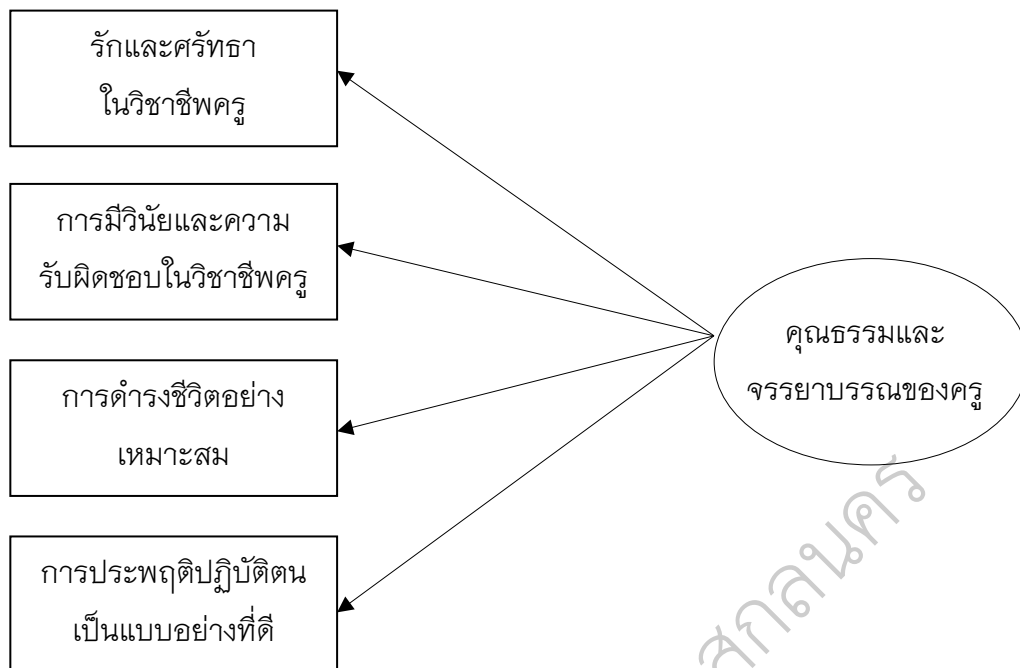 รักและศรัทธา
ในวิชาชีพครู
การมีวินัยและความ
รับผิดชอบในวิชาชีพครู
การดำรงชีวิตอย่าง
เหมาะสม
การประพฤติปฏิบัติตน
เป็นแบบอย่างที่ดี
คุณธรรมและ
จรรยาบรรณของครู
สกลนคร